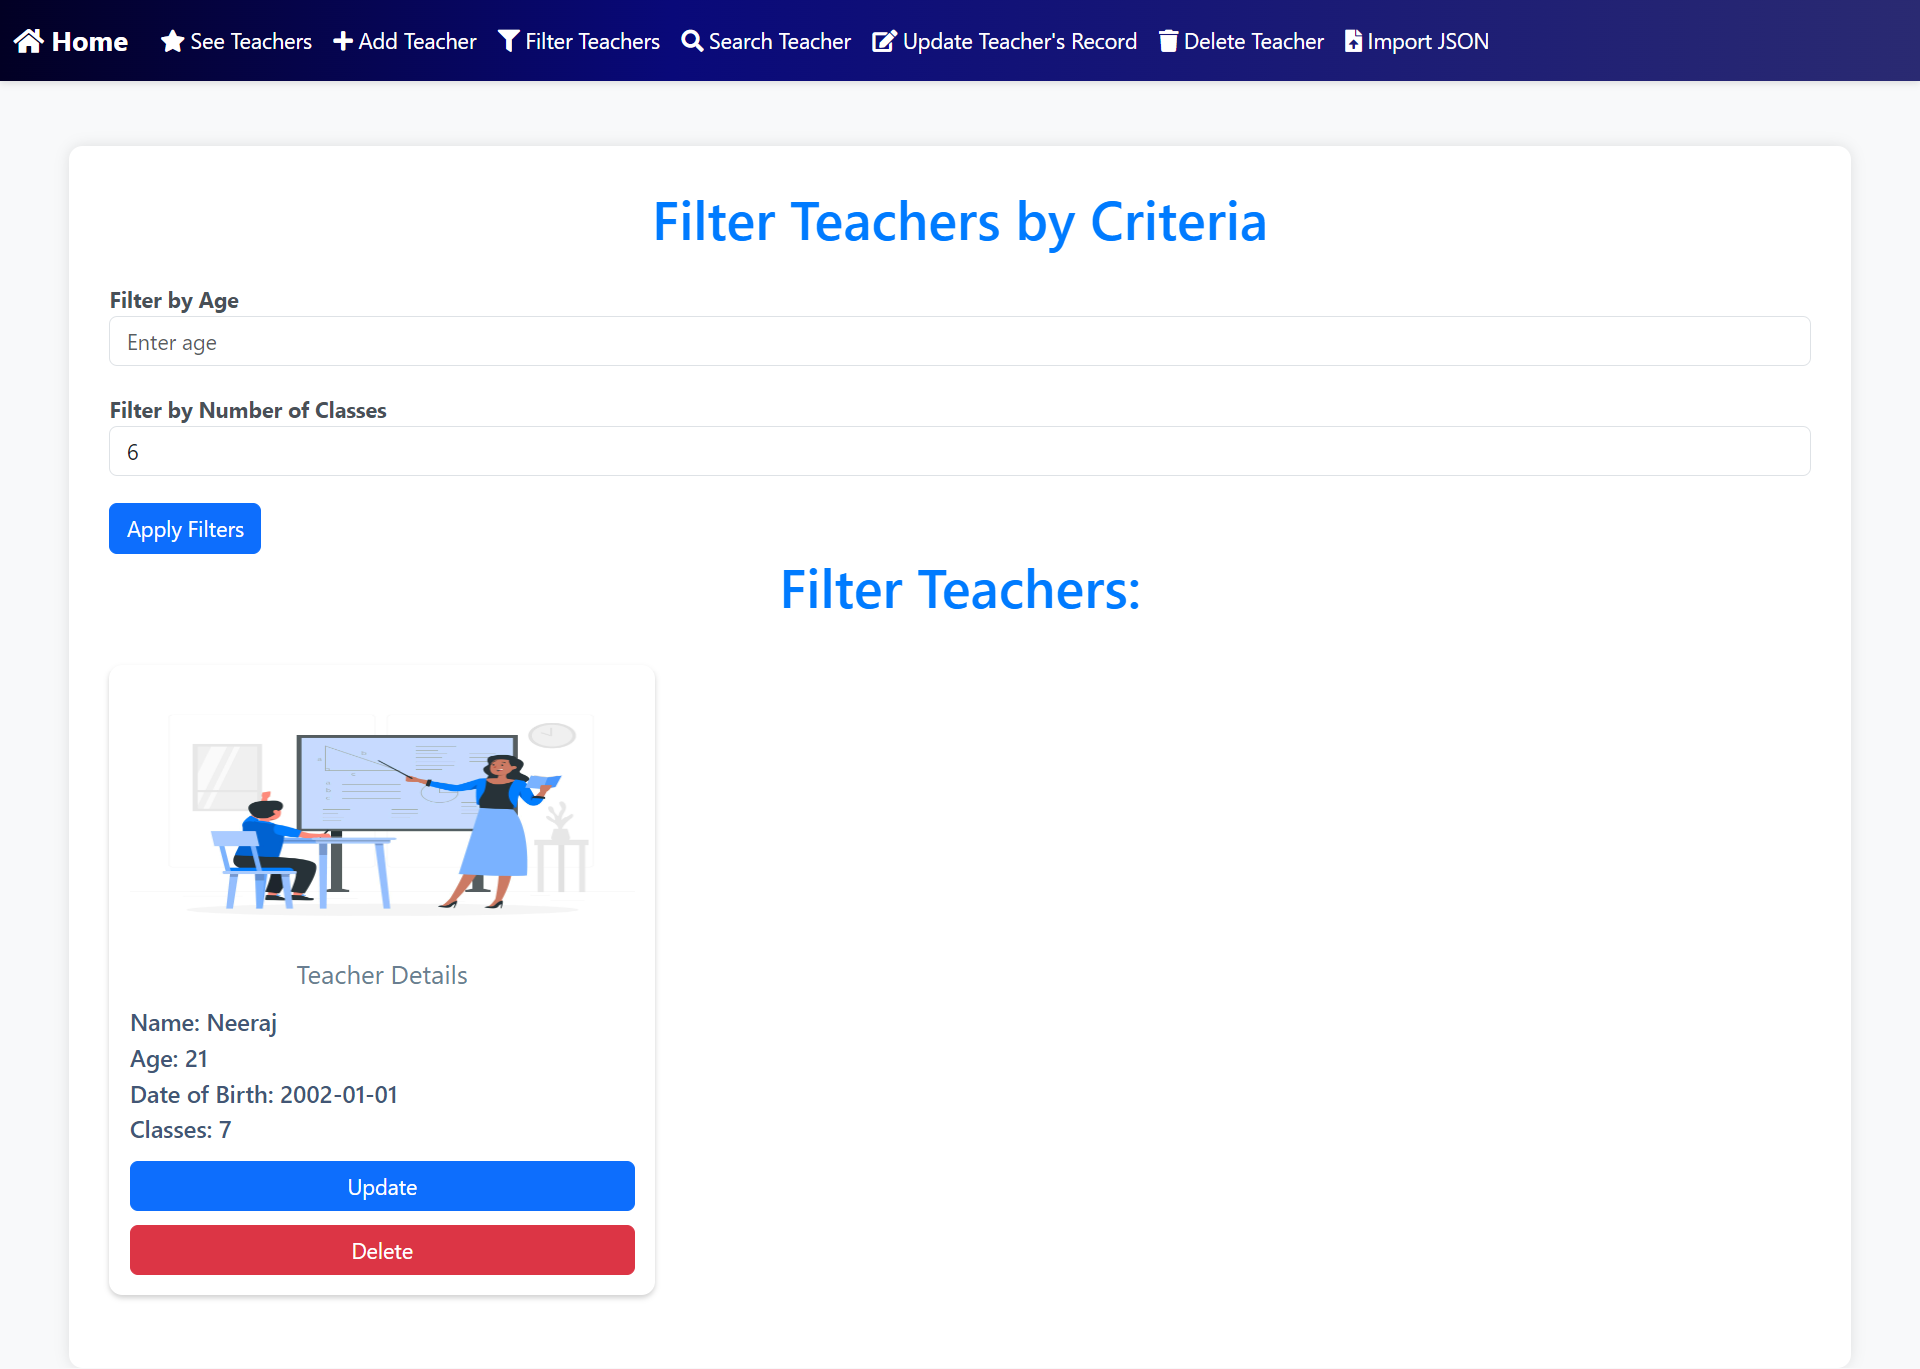 Home See Teachers Add Teacher Filter Teachers Search Teacher Update Teacher's Record Delete Teacher Import JSON
Filter Teachers by Criteria
Filter by Age
Enter age
Filter by Number of Classes
6
Apply Filters
Filter Teachers:
Teacher Details
Name: Neeraj
Age: 21
Date of Birth: 2002-01-01
Classes: 7
Update
Delete